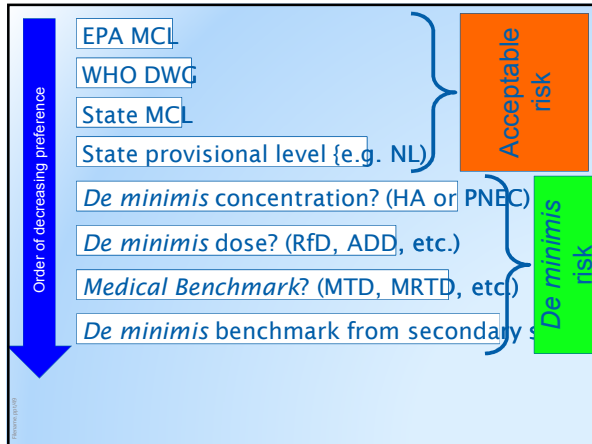 EPA MCL
WHO DWG
State MCL
State provisional level {e.g. NL)
De minimis concentration? (HA or PNEC)
De minimis dose? (RfD, ADD, etc.)
Medical Benchmark? (MTD, MRTD, etc.)
De minimis benchmark from secondary s
Order of decreasing preference
Acceptable
risk
De minimis
risk